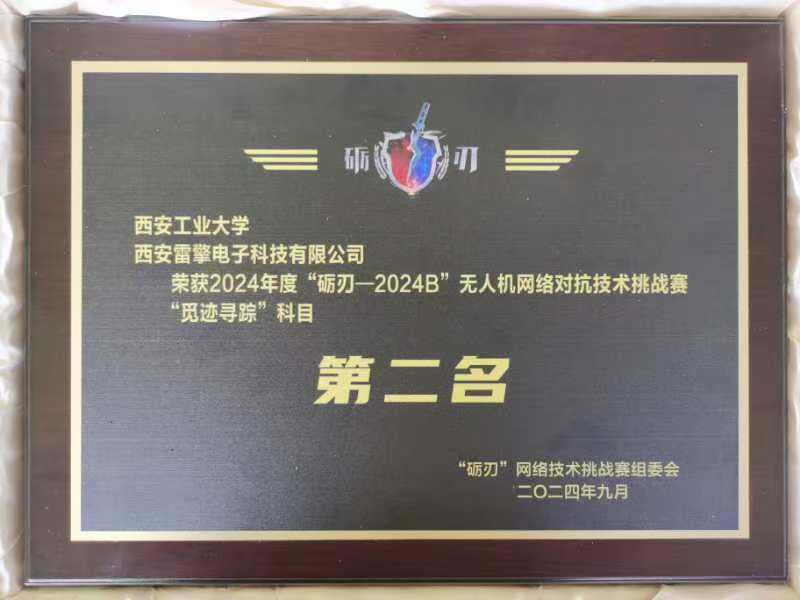 砺刃
西安工业大学
西安雷擎电子科技有限公司
荣获2024年度“砺刃—2024B”无人机网络对抗技术挑战赛
“觅迹寻踪”科目
第二名
“砺刃”网络技术挑战赛组委会
二〇二四年九月